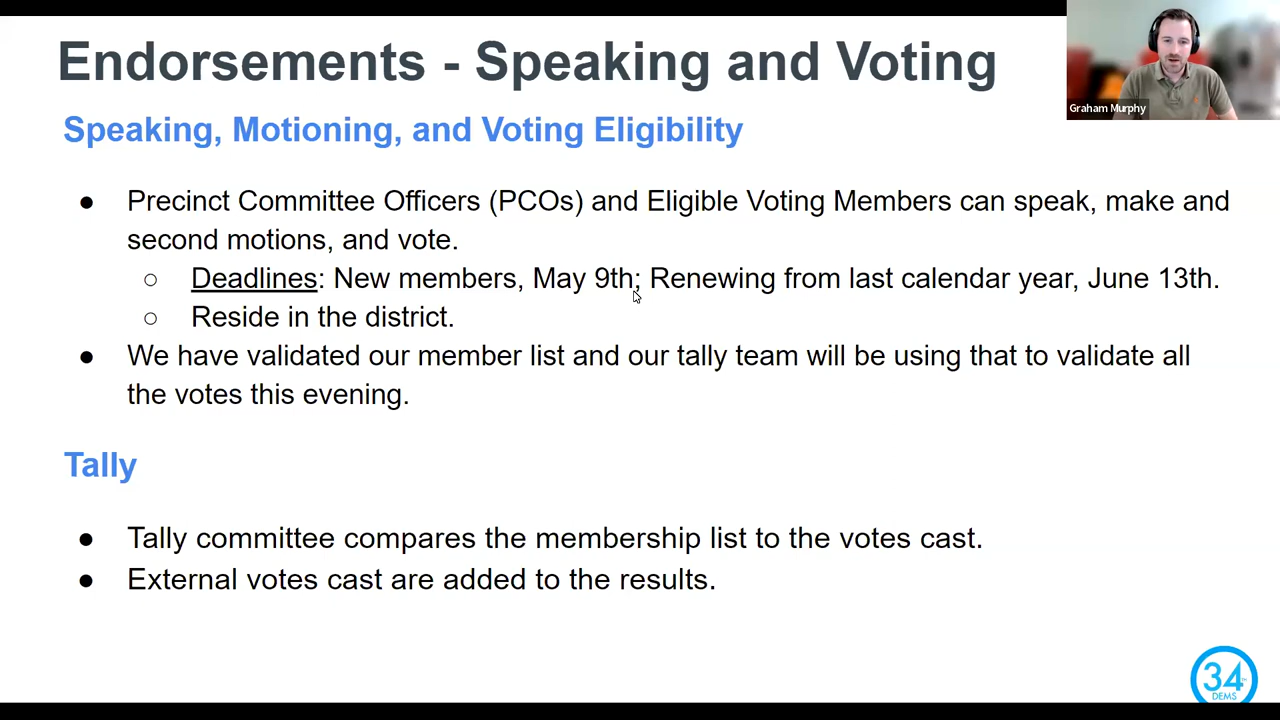 Endorsements - Speaking and Voting
Graham Murphy
Speaking, Motioning, and Voting Eligibility
● Precinct Committee Officers (PCOs) and Eligible Voting Members can speak, make and
second motions, and vote.
○ Deadlines: New members, May 9th; Renewing from last calendar year, June 13th.
○ Reside in the district.
● We have validated our member list and our tally team will be using that to validate all
the votes this evening.
Tally
● Tally committee compares the membership list to the votes cast.
● External votes cast are added to the results.
34TH
DEMS